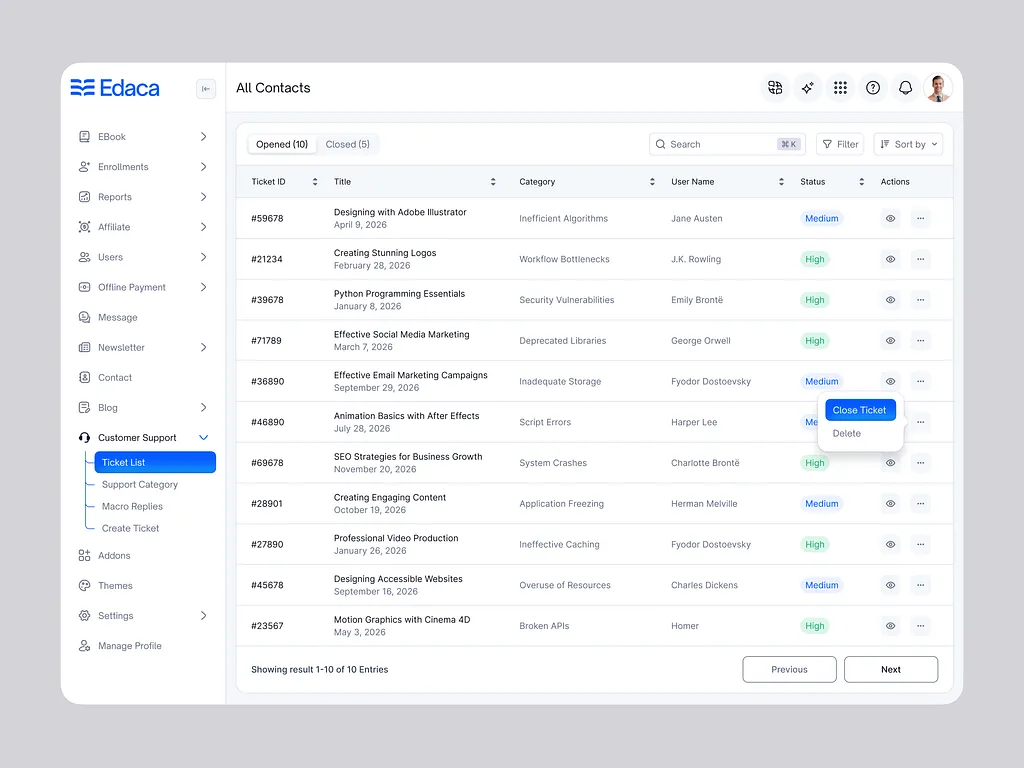 Edaca
All Contacts
EBook
Enrollments
Reports
Affiliate
Users
Offline Payment
Message
Newsletter
Contact
Blog
Customer Support
Ticket List
Support Category
Macro Replies
Create Ticket
Addons
Themes
Settings
Manage Profile
Opened (10) Closed (5) Search ⌘ K Filter Sort by
Ticket ID Title Category User Name Status Actions
#59678 Designing with Adobe Illustrator Inefficient Algorithms Jane Austen Medium
April 9, 2026
#21234 Creating Stunning Logos Workflow Bottlenecks J.K. Rowling High
February 28, 2026
#39678 Python Programming Essentials Security Vulnerabilities Emily Brontë High
January 8, 2026
#71789 Effective Social Media Marketing Deprecated Libraries George Orwell High
March 7, 2026
#36890 Effective Email Marketing Campaigns Inadequate Storage Fyodor Dostoevsky Medium
September 29, 2026
#46890 Animation Basics with After Effects Script Errors Harper Lee Me
July 28, 2026
Close Ticket
Delete
#69678 SEO Strategies for Business Growth System Crashes Charlotte Brontë High
November 20, 2026
#28901 Creating Engaging Content Application Freezing Herman Melville Medium
October 19, 2026
#27890 Professional Video Production Ineffective Caching Fyodor Dostoevsky High
January 26, 2026
#45678 Designing Accessible Websites Overuse of Resources Charles Dickens Medium
September 16, 2026
#23567 Motion Graphics with Cinema 4D Broken APIs Homer High
May 3, 2026
Showing result 1-10 of 10 Entries Previous Next